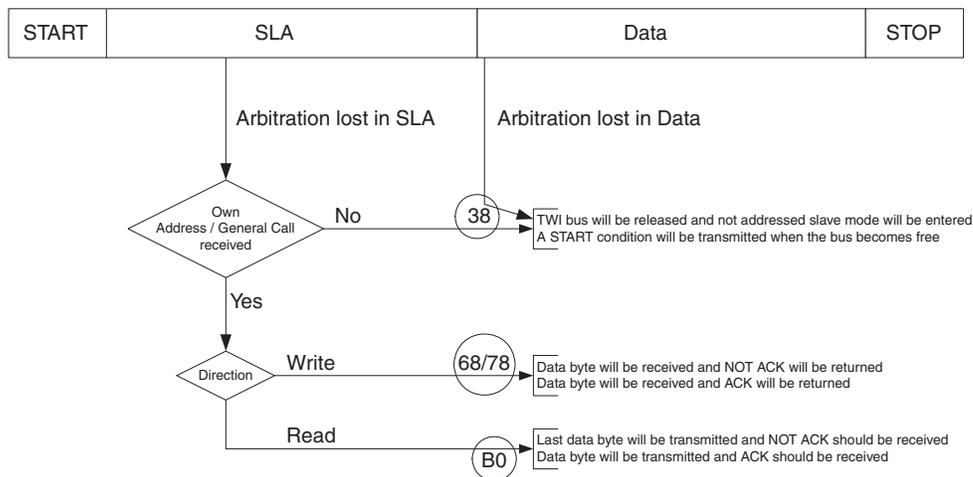 START SLA Data STOP
Arbitration lost in SLA
Arbitration lost in Data
Own
Address / General Call
received
No
38
TWI bus will be released and not addressed slave mode will be entered
A START condition will be transmitted when the bus becomes free
Yes
Direction
Write
68/78
Data byte will be received and NOT ACK will be returned
Data byte will be received and ACK will be returned
Read
B0
Last data byte will be transmitted and NOT ACK should be received
Data byte will be transmitted and ACK should be received